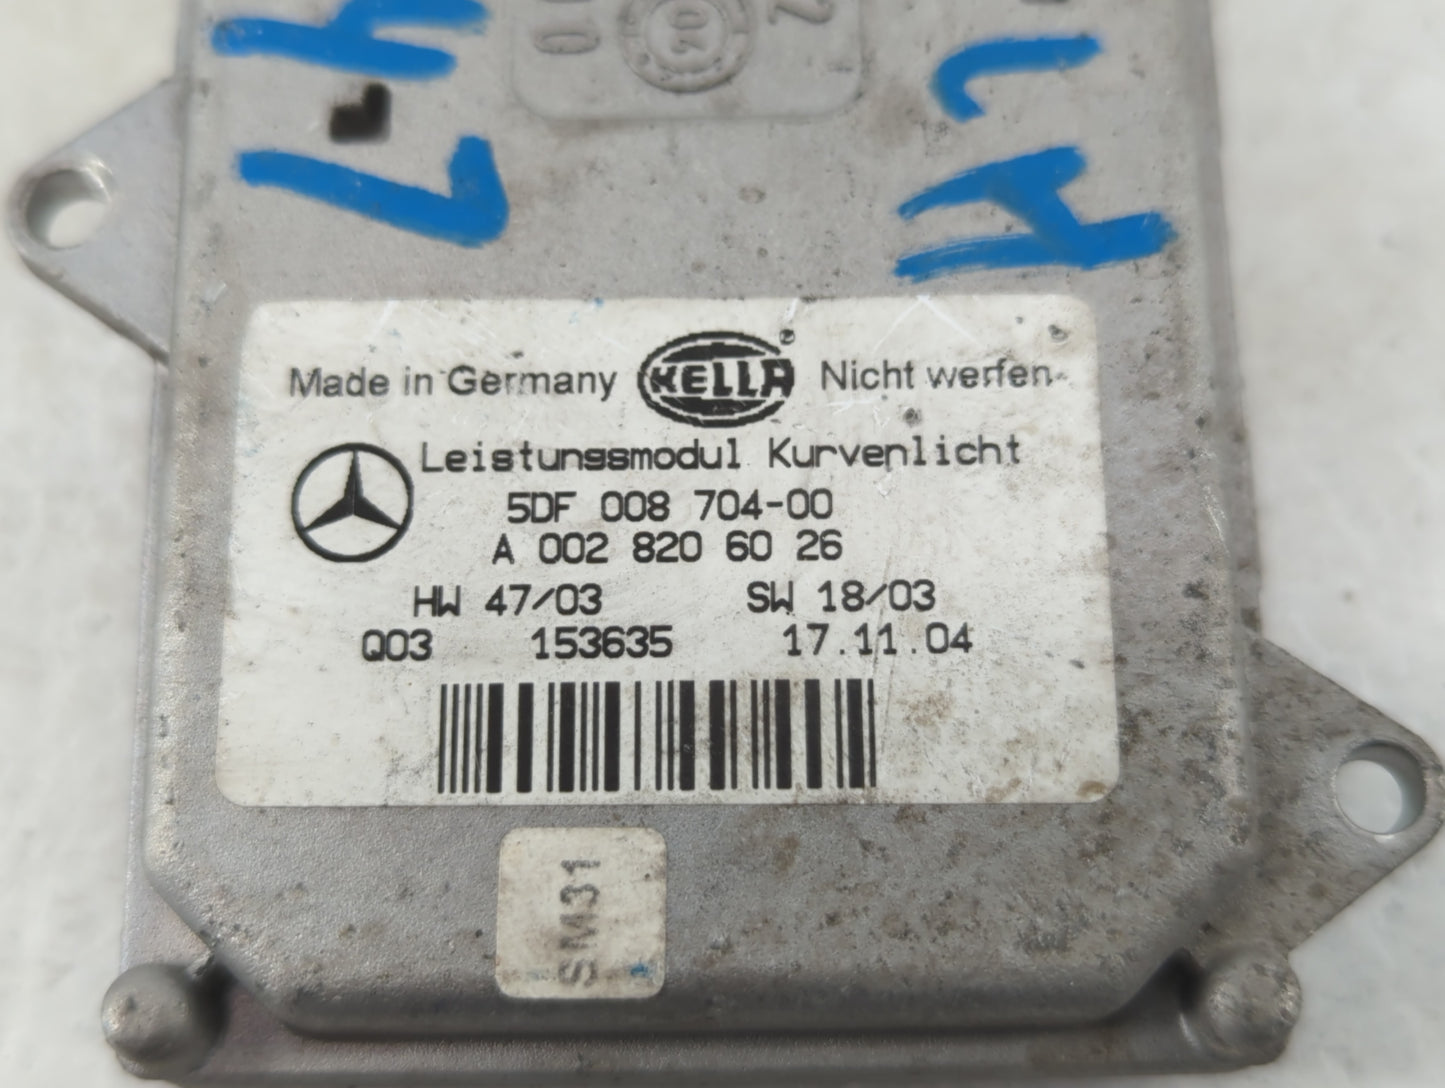 Made in Germany HELLA ® Nicht werfen
Leistungsmodul Kurvenlicht
5DF 008 704-00
A 002 820 60 26
HW 47/03 SW 18/03
Q03 153635 17.11.04
SM31